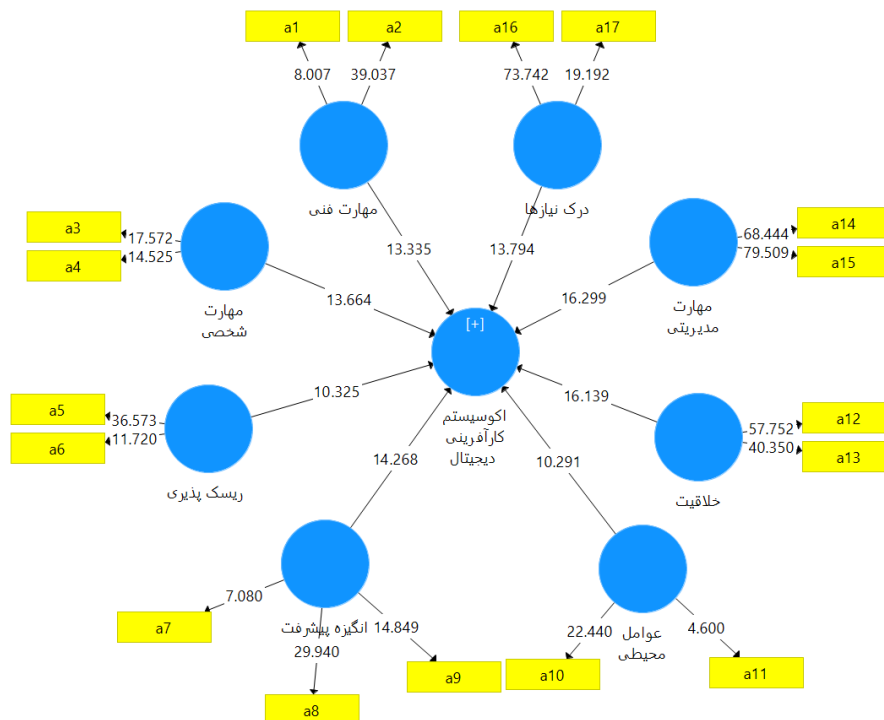 a1
a2
a16
a17
8.007
39.037
73.742
19.192
مهارت فنی
درک نیازها
a3
a4
17.572
14.525
مهارت
شخصی
a14
a15
68.444
79.509
مهارت
مدیریتی
13.335
13.794
13.664
16.299
[+]
اکوسیستم
کارآفرینی
دیجیتال
10.325
16.139
14.268
10.291
a5
a6
36.573
11.720
ریسک پذیری
a12
a13
57.752
40.350
خلاقیت
a7
a8
a9
7.080
29.940
14.849
انگیزه پیشرفت
a10
a11
22.440
4.600
عوامل
محیطی